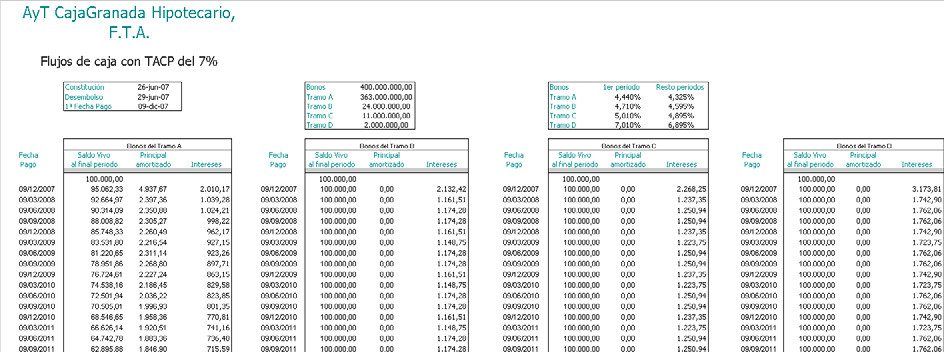 AyT CajaGranada Hipotecario,
F.T.A.
Flujos de caja con TACP del 7%
Constitución 26-jun-07
Desembolso 29-jun-07
1ª Fecha Pago 09-dic-07
Bonos 400.000.000,00
Tramo A 363.000.000,00
Tramo B 24.000.000,00
Tramo C 11.000.000,00
Tramo D 2.000.000,00
Bonos 1er periodo Resto periodos
Tramo A 4,440% 4,325%
Tramo B 4,710% 4,595%
Tramo C 5,010% 4,895%
Tramo D 7,010% 6,895%
Bonos del Tramo A Bonos del Tramo B Bonos del Tramo C Bonos del Tramo D
Fecha Saldo Vivo Principal Fecha Saldo Vivo Principal Fecha Saldo Vivo Principal Fecha Saldo Vivo Principal
Pago al final periodo amortizado Intereses Pago al final periodo amortizado Intereses Pago al final periodo amortizado Intereses Pago al final periodo amortizado Intereses
100.000,00 100.000,00 100.000,00 100.000,00
09/12/2007 95.062,33 4.937,67 2.010,17 09/12/2007 100.000,00 0,00 2.132,42 09/12/2007 100.000,00 0,00 2.268,25 09/12/2007 100.000,00 0,00 3.173,81
09/03/2008 92.664,97 2.397,36 1.039,28 09/03/2008 100.000,00 0,00 1.161,51 09/03/2008 100.000,00 0,00 1.237,35 09/03/2008 100.000,00 0,00 1.742,90
09/06/2008 90.314,09 2.350,88 1.024,21 09/06/2008 100.000,00 0,00 1.174,28 09/06/2008 100.000,00 0,00 1.250,94 09/06/2008 100.000,00 0,00 1.762,06
09/09/2008 88.008,82 2.305,27 998,22 09/09/2008 100.000,00 0,00 1.174,28 09/09/2008 100.000,00 0,00 1.250,94 09/09/2008 100.000,00 0,00 1.762,06
09/12/2008 85.748,33 2.260,49 962,17 09/12/2008 100.000,00 0,00 1.161,51 09/12/2008 100.000,00 0,00 1.237,35 09/12/2008 100.000,00 0,00 1.742,90
09/03/2009 83.531,80 2.216,54 927,15 09/03/2009 100.000,00 0,00 1.148,75 09/03/2009 100.000,00 0,00 1.223,75 09/03/2009 100.000,00 0,00 1.723,75
09/06/2009 81.220,65 2.311,14 923,26 09/06/2009 100.000,00 0,00 1.174,28 09/06/2009 100.000,00 0,00 1.250,94 09/06/2009 100.000,00 0,00 1.762,06
09/09/2009 78.951,86 2.268,80 897,71 09/09/2009 100.000,00 0,00 1.174,28 09/09/2009 100.000,00 0,00 1.250,94 09/09/2009 100.000,00 0,00 1.762,06
09/12/2009 76.724,61 2.227,24 863,15 09/12/2009 100.000,00 0,00 1.161,51 09/12/2009 100.000,00 0,00 1.237,35 09/12/2009 100.000,00 0,00 1.742,90
09/03/2010 74.538,16 2.186,45 829,58 09/03/2010 100.000,00 0,00 1.148,75 09/03/2010 100.000,00 0,00 1.223,75 09/03/2010 100.000,00 0,00 1.723,75
09/06/2010 72.501,94 2.036,22 823,85 09/06/2010 100.000,00 0,00 1.174,28 09/06/2010 100.000,00 0,00 1.250,94 09/06/2010 100.000,00 0,00 1.762,06
09/09/2010 70.505,01 1.996,93 801,35 09/09/2010 100.000,00 0,00 1.174,28 09/09/2010 100.000,00 0,00 1.250,94 09/09/2010 100.000,00 0,00 1.762,06
09/12/2010 68.546,65 1.958,36 770,81 09/12/2010 100.000,00 0,00 1.161,51 09/12/2010 100.000,00 0,00 1.237,35 09/12/2010 100.000,00 0,00 1.742,90
09/03/2011 66.626,14 1.920,51 741,16 09/03/2011 100.000,00 0,00 1.148,75 09/03/2011 100.000,00 0,00 1.223,75 09/03/2011 100.000,00 0,00 1.723,75
09/06/2011 64.742,78 1.883,36 736,40 09/06/2011 100.000,00 0,00 1.174,28 09/06/2011 100.000,00 0,00 1.250,94 09/06/2011 100.000,00 0,00 1.762,06
09/09/2011 62.895,88 1.846,90 715,59 09/09/2011 100.000,00 0,00 1.174,28 09/09/2011 100.000,00 0,00 1.250,94 09/09/2011 100.000,00 0,00 1.762,06